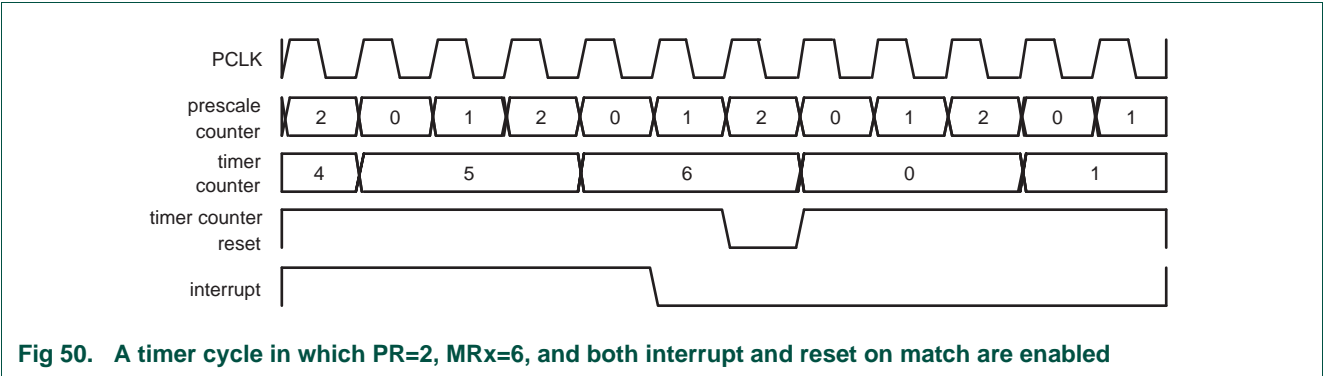 PCLK
prescale
counter
2 0 1 2 0 1 2 0 1 2 0 1
timer
counter
4 5 6 0 1
timer counter
reset
interrupt
Fig 50. A timer cycle in which PR=2, MRx=6, and both interrupt and reset on match are enabled